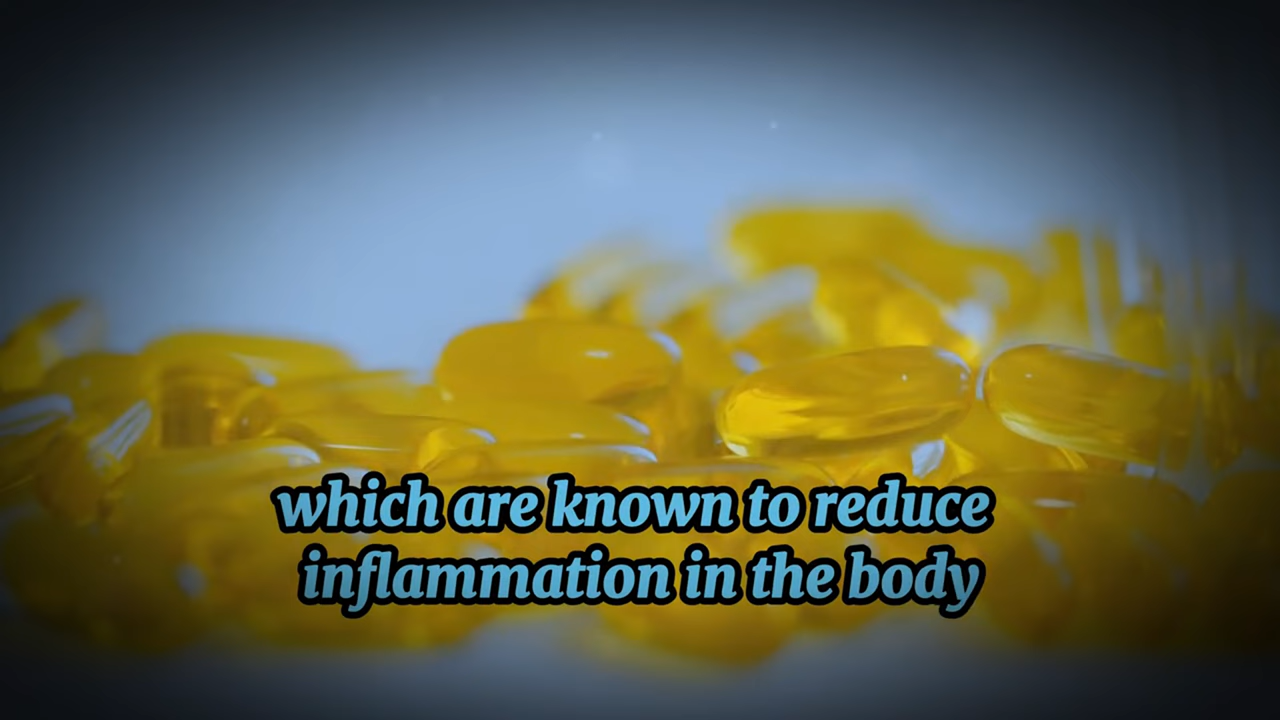 which are known to reduce
inflammation in the body